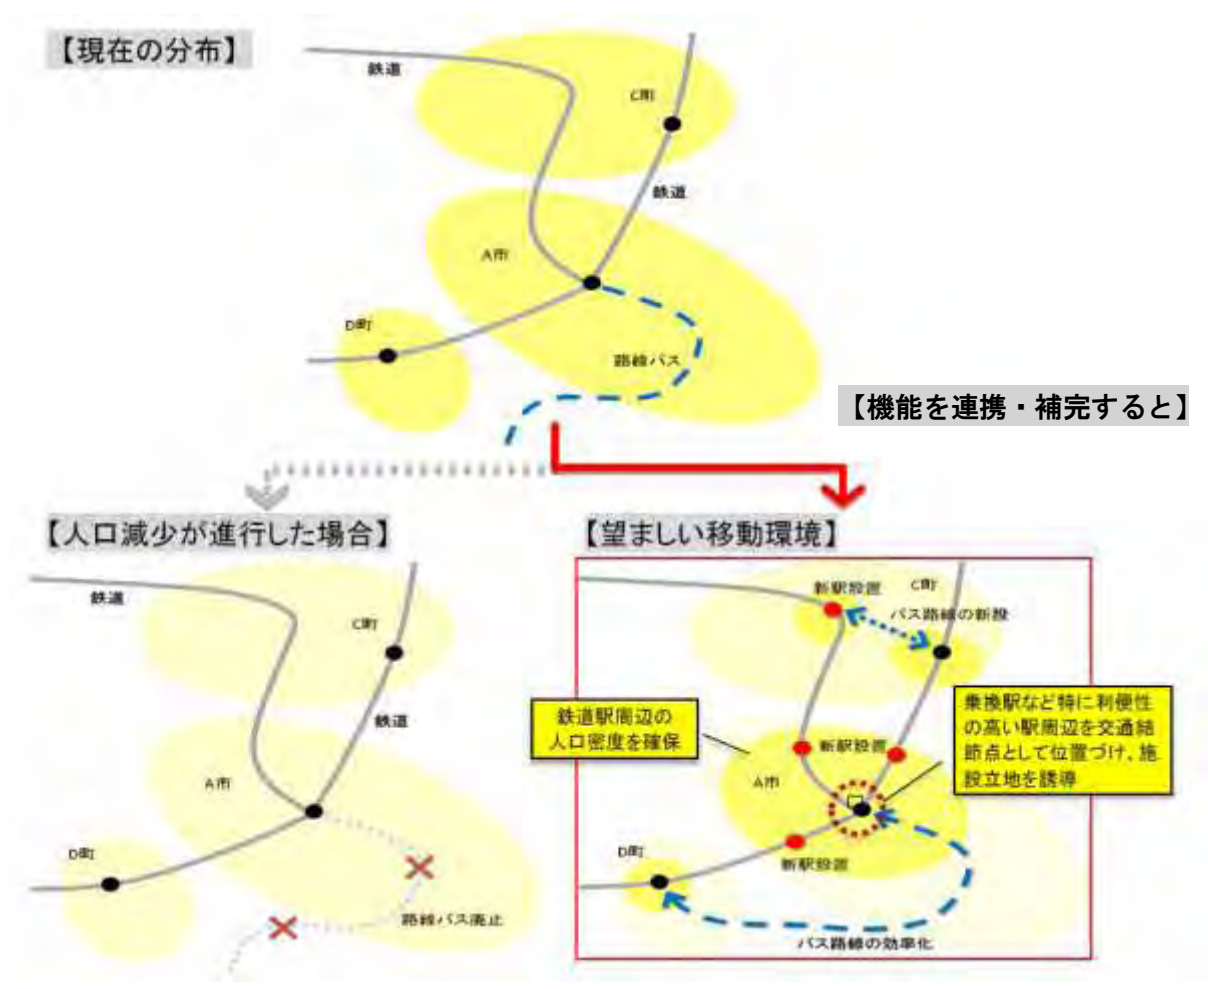 【現在の分布】
鉄道
C町
鉄道
A市
D町
路線バス
【機能を連携・補完すると】
【人口減少が進行した場合】
鉄道
C町
鉄道
A市
D町
路線バス廃止
【望ましい移動環境】
新駅設置
C町
バス路線の新設
鉄道駅周辺の
人口密度を確保
乗換駅など特に利便性
の高い駅周辺を交通結
節点として位置づけ、施
設立地を誘導
新駅設置
A市
D町
新駅設置
バス路線の効率化